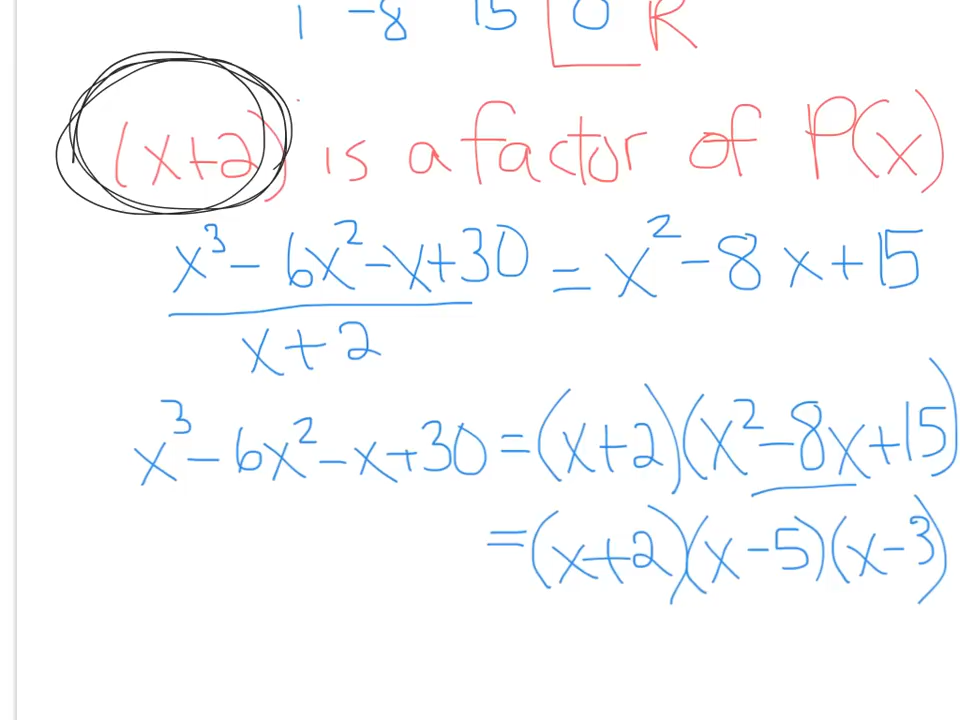 1 -8 15 0 R
(x+2) is a factor of P(x)
x³ - 6x² - x + 30 = x² - 8x + 15
x + 2
x³ - 6x² - x + 30 = (x+2)(x² - 8x + 15)
= (x+2)(x-5)(x-3)